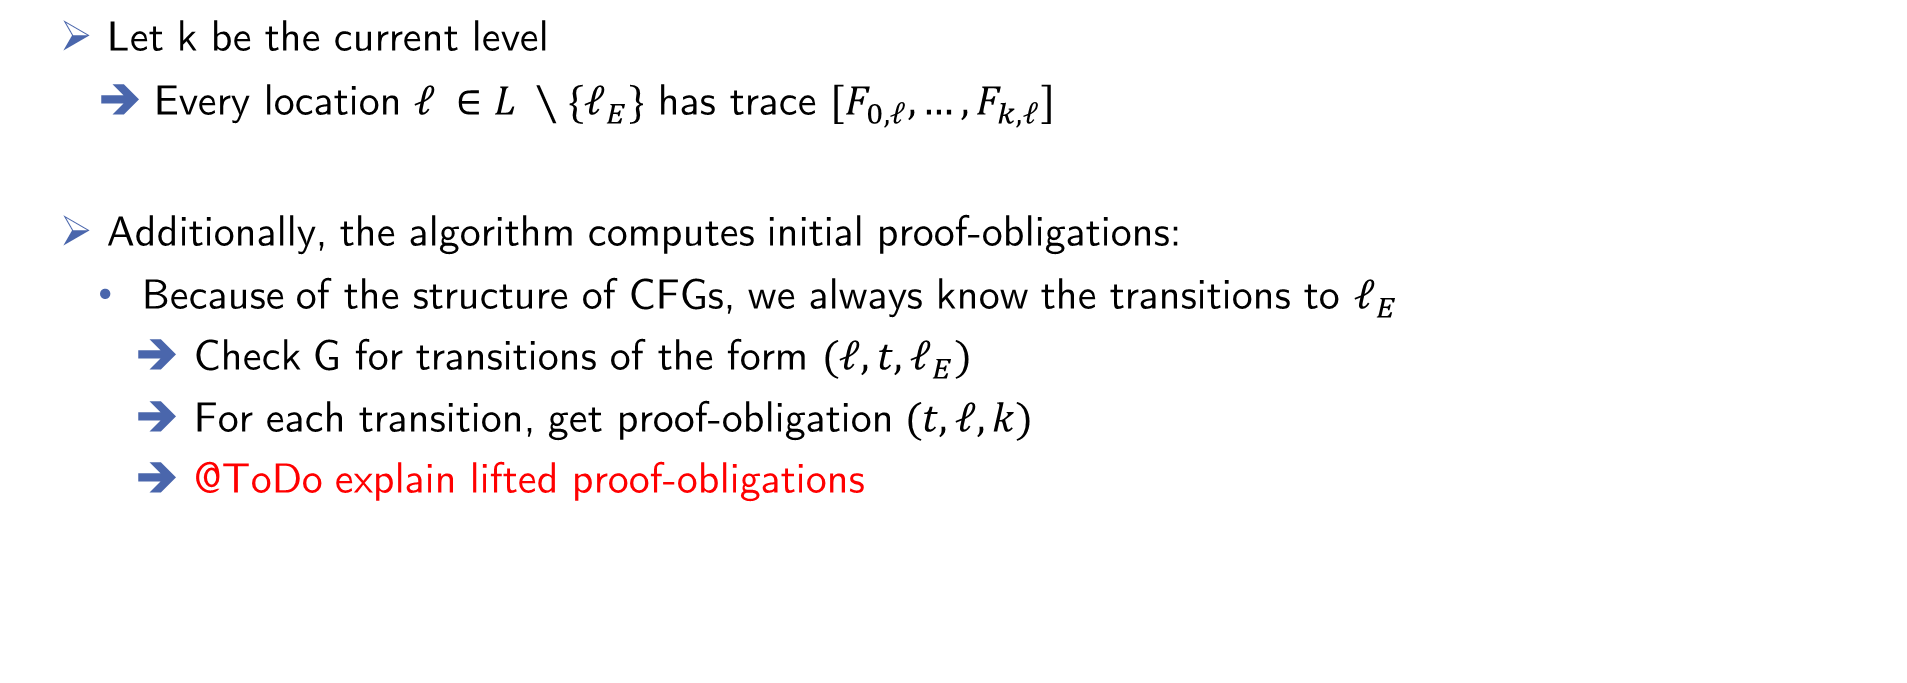 ➢ Let k be the current level
➔ Every location ℓ ∈ L \ {ℓ_E} has trace [F_{0,ℓ}, … , F_{k,ℓ}]
➢ Additionally, the algorithm computes initial proof-obligations:
• Because of the structure of CFGs, we always know the transitions to ℓ_E
➔ Check G for transitions of the form (ℓ, t, ℓ_E)
➔ For each transition, get proof-obligation (t, ℓ, k)
➔ @ToDo explain lifted proof-obligations